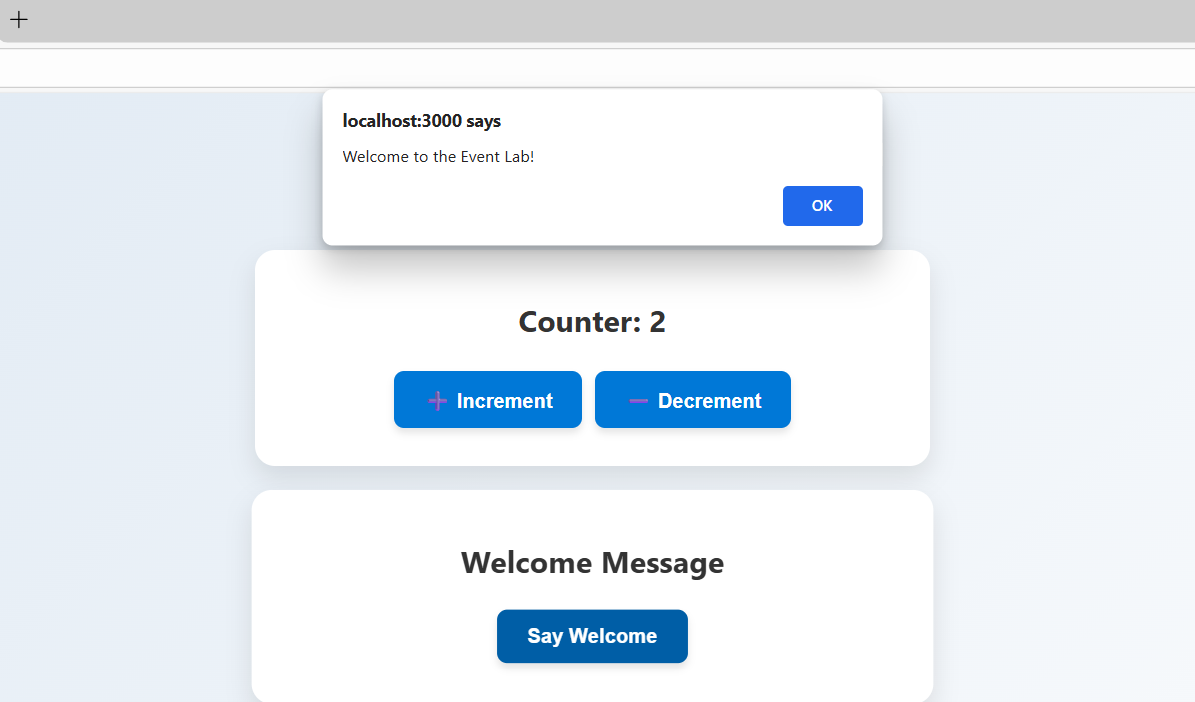 localhost:3000 says
Welcome to the Event Lab!
OK
Counter: 2
➕ Increment
➖ Decrement
Welcome Message
Say Welcome